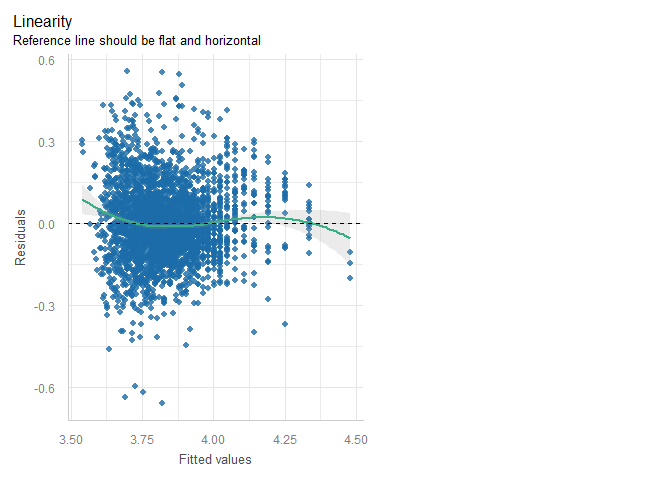 Linearity
Reference line should be flat and horizontal
0.6
0.3
0.0
-0.3
-0.6
Residuals
3.50 3.75 4.00 4.25 4.50
Fitted values